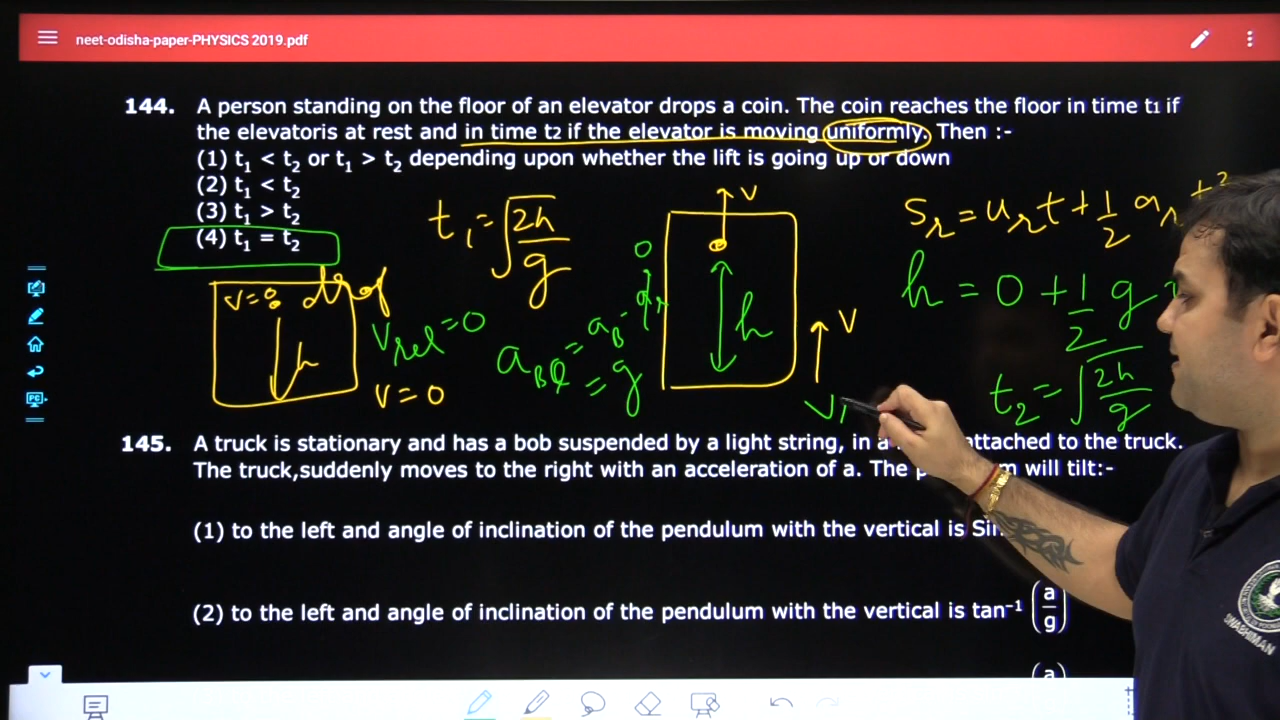 neet-odisha-paper-PHYSICS 2019.pdf
144. A person standing on the floor of an elevator drops a coin. The coin reaches the floor in time t1 if
the elevatoris at rest and in time t2 if the elevator is moving uniformly. Then :-
(1) t₁ < t₂ or t₁ > t₂ depending upon whether the lift is going up or down
(2) t₁ < t₂
(3) t₁ > t₂
(4) t₁ = t₂
t₁ = √2h/g
v
Sᵣ = uᵣt + 1/2 aᵣ t²
h = 0 + 1/2 g
v=0 drop
h
Vrel = 0
v = 0
0
= g
h
v
t₂ = √2h/g
145. A truck is stationary and has a bob suspended by a light string, in a attached to the truck.
The truck,suddenly moves to the right with an acceleration of a. The will tilt:-
(1) to the left and angle of inclination of the pendulum with the vertical is Sin
(2) to the left and angle of inclination of the pendulum with the vertical is tan⁻¹ (a/g)
(a
PC
SWABHIMAN